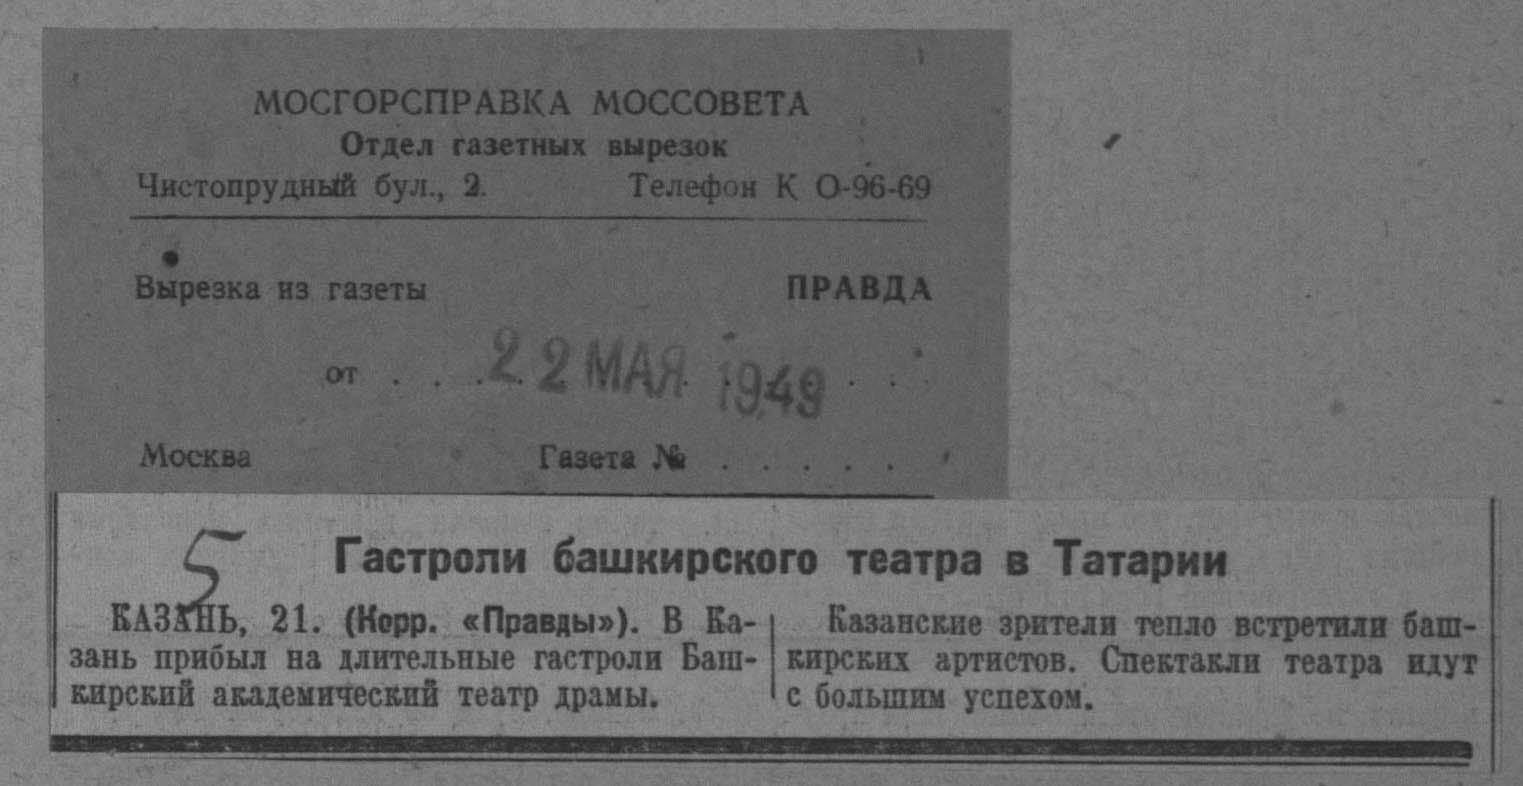 МОСГОРСПРАВКА МОССОВЕТА
Отдел газетных вырезок
Чистопрудный бул., 2. Телефон К 0-96-69
Вырезка из газеты ПРАВДА
от . . . 22 МАЯ 1949 . . .
Москва Газета № . . . . .
5
Гастроли башкирского театра в Татарии
КАЗАНЬ, 21. (Корр. «Правды»). В Ка-
зань прибыл на длительные гастроли Баш-
кирский академический театр драмы.
Казанские зрители тепло встретили баш-
кирских артистов. Спектакли театра идут
с большим успехом.